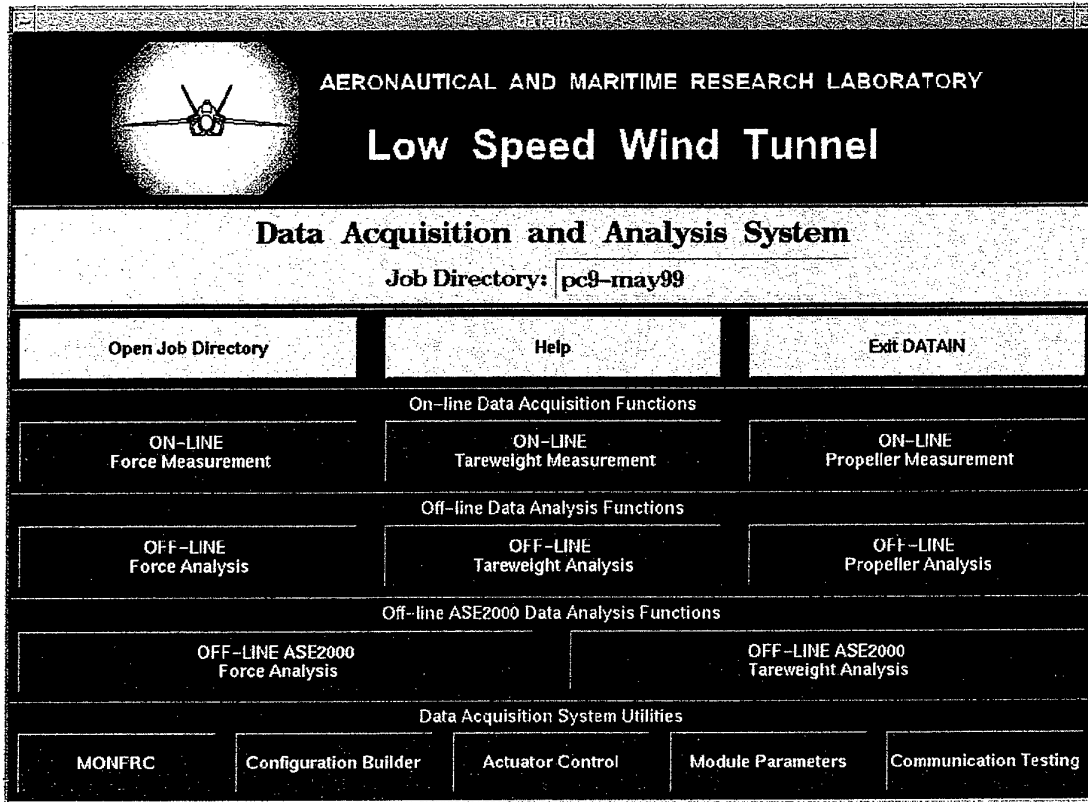 datain
AERONAUTICAL AND MARITIME RESEARCH LABORATORY
Low Speed Wind Tunnel
Data Acquisition and Analysis System
Job Directory: pc9-may99
Open Job Directory
Help
Exit DATAIN
On-line Data Acquisition Functions
ON-LINE
Force Measurement
ON-LINE
Tareweight Measurement
ON-LINE
Propeller Measurement
Off-line Data Analysis Functions
OFF-LINE
Force Analysis
OFF-LINE
Tareweight Analysis
OFF-LINE
Propeller Analysis
Off-line ASE2000 Data Analysis Functions
OFF-LINE ASE2000
Force Analysis
OFF-LINE ASE2000
Tareweight Analysis
Data Acquisition System Utilities
MONFRC
Configuration Builder
Actuator Control
Module Parameters
Communication Testing